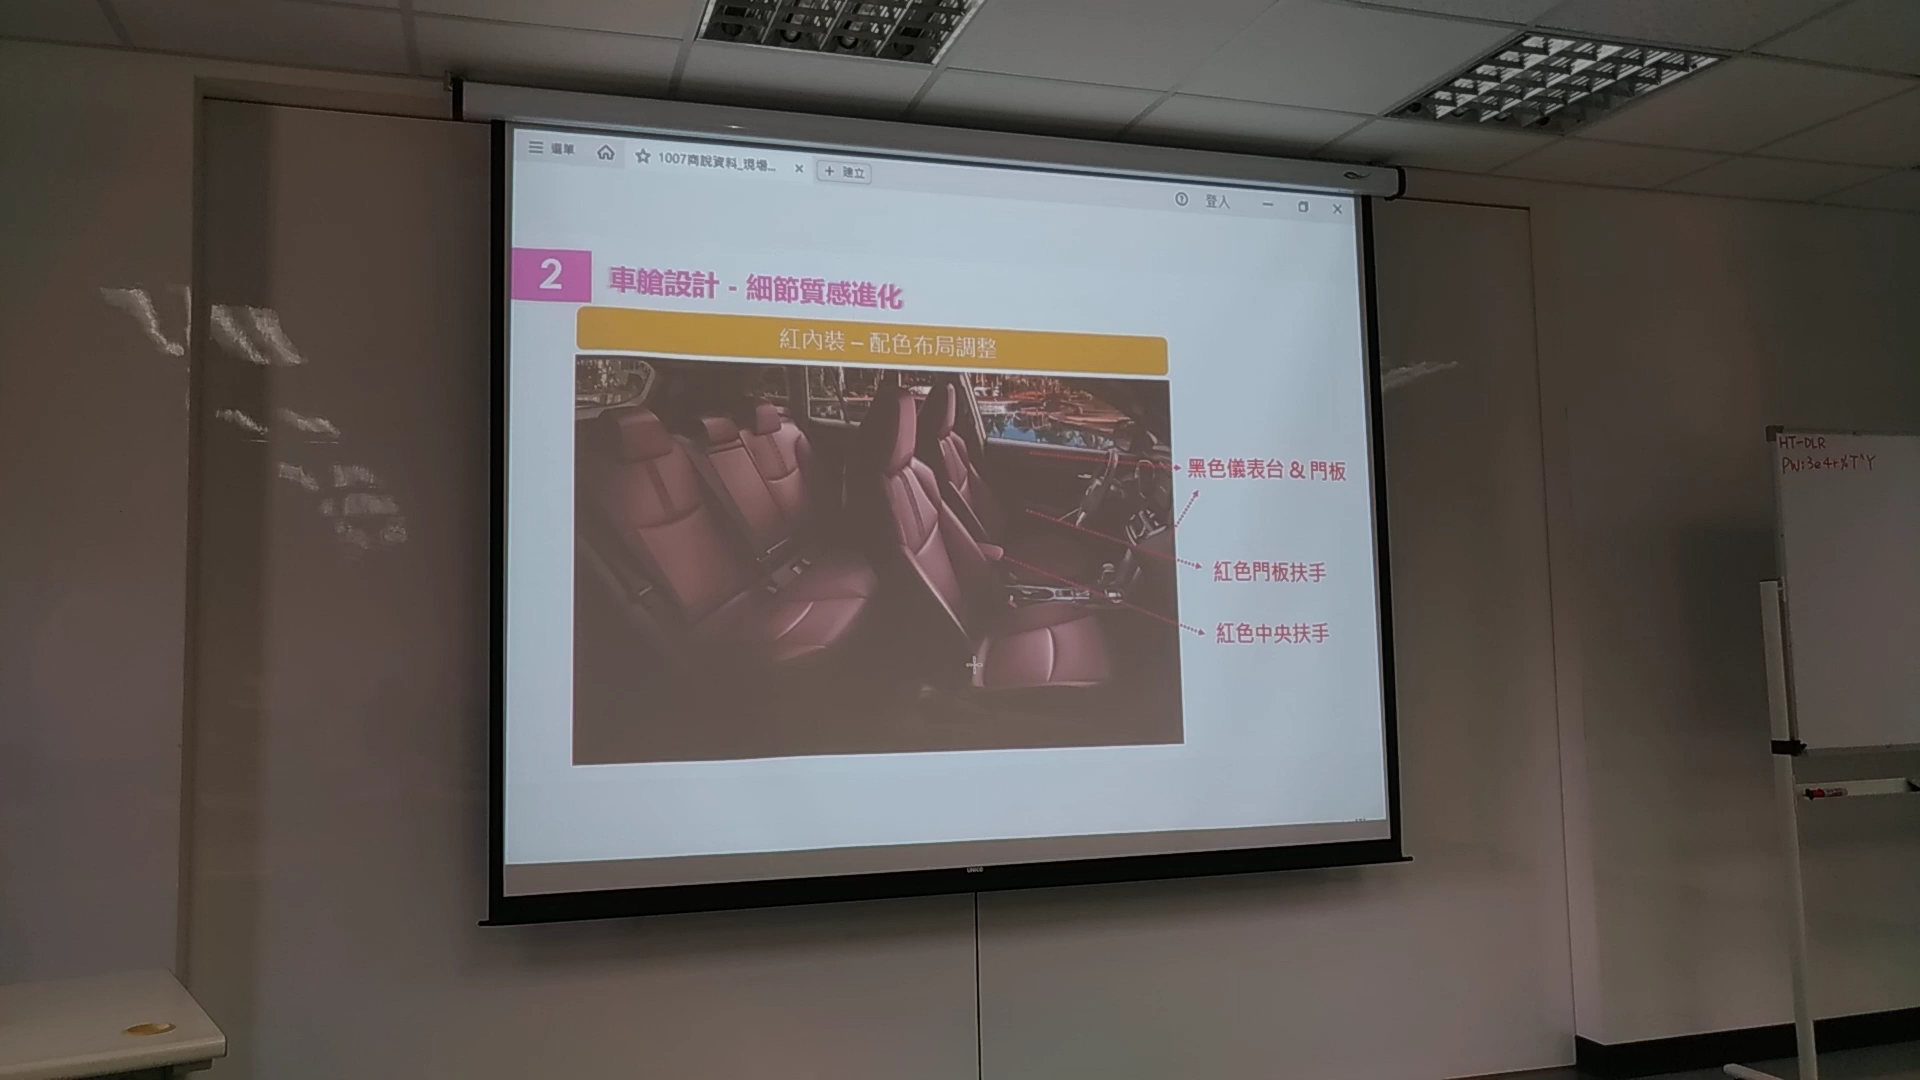 選單
1007商說資料_現場...
+ 建立
登入
2
車艙設計 - 細節質感進化
紅內裝 – 配色布局調整
黑色儀表台 & 門板
紅色門板扶手
紅色中央扶手
HT-DLR